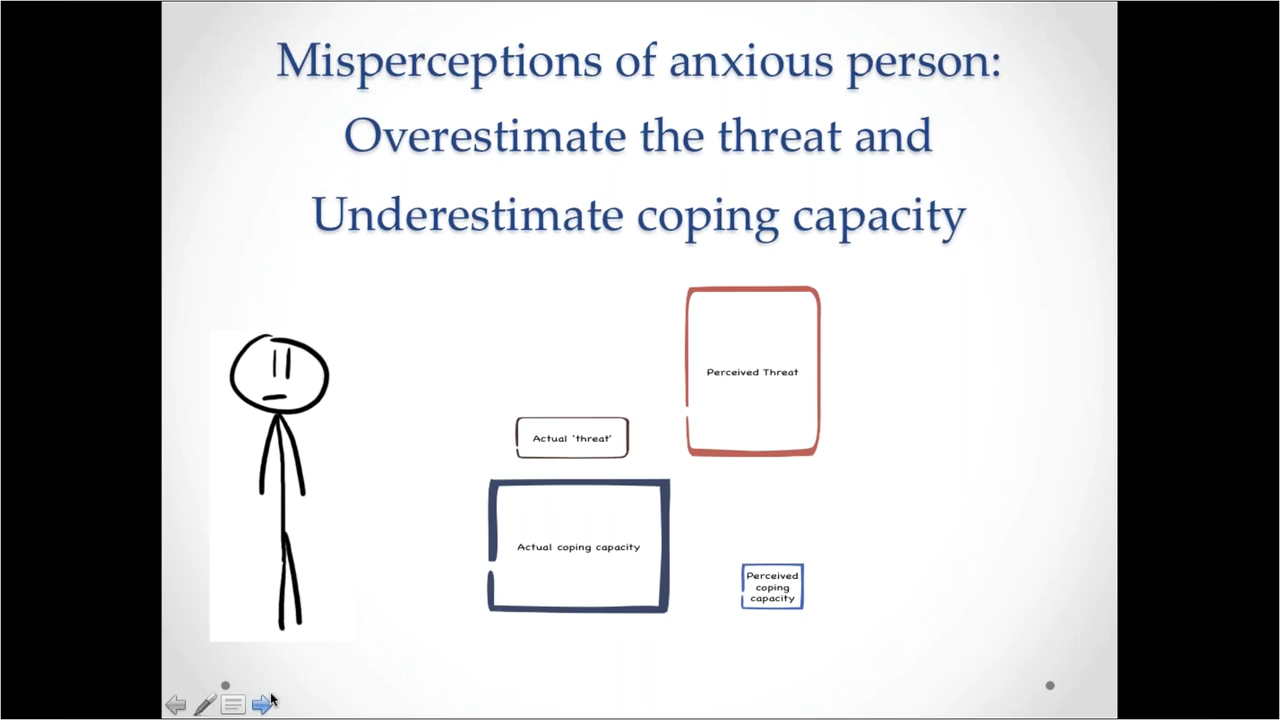 Misperceptions of anxious person:
Overestimate the threat and
Underestimate coping capacity
Perceived Threat
Actual 'threat'
Actual coping capacity
Perceived
coping
capacity